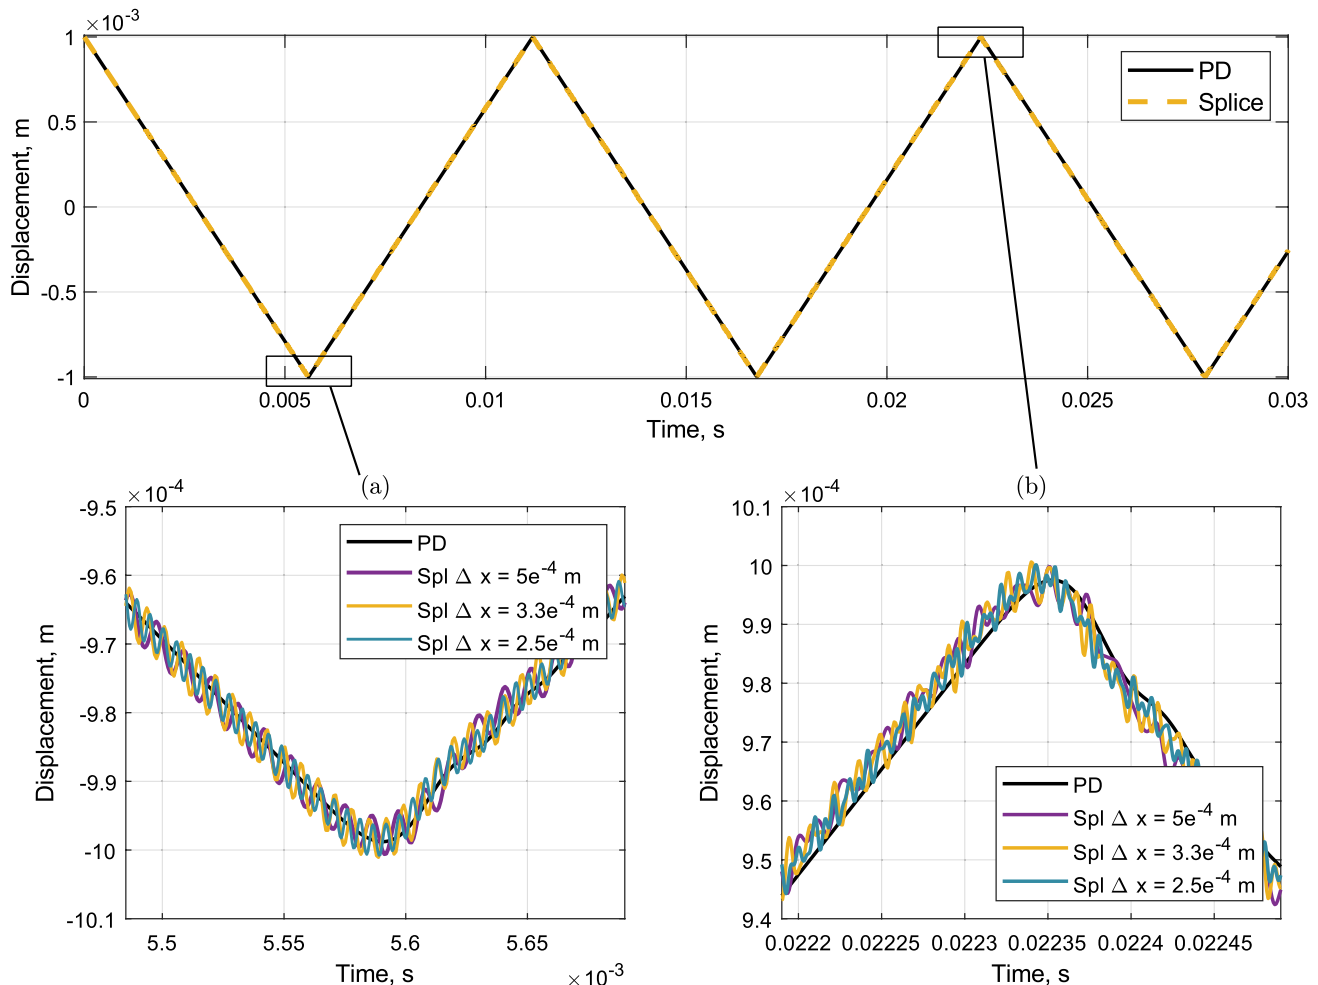 ×10-3
1
0.5
0
-0.5
-1
Displacement, m
PD
Splice
0 0.005 0.01 0.015 0.02 0.025 0.03
Time, s
(a)
×10-4
-9.5
-9.6
-9.7
-9.8
-9.9
-10
-10.1
Displacement, m
PD
Spl Δ x = 5e-4 m
Spl Δ x = 3.3e-4 m
Spl Δ x = 2.5e-4 m
5.5 5.55 5.6 5.65
Time, s
×10-3
(b)
×10-4
10.1
10
9.9
9.8
9.7
9.6
9.5
9.4
Displacement, m
PD
Spl Δ x = 5e-4 m
Spl Δ x = 3.3e-4 m
Spl Δ x = 2.5e-4 m
0.0222 0.02225 0.0223 0.02235 0.0224 0.02245
Time, s